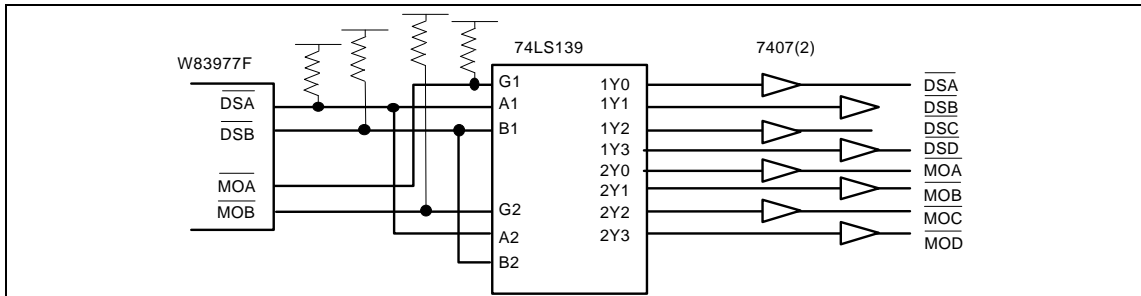 74LS139
7407(2)
W83977F
G1
1Y0
DSA
DSA
A1
1Y1
DSB
DSB
B1
1Y2
DSC
1Y3
DSD
2Y0
MOA
MOA
2Y1
MOB
MOB
G2
2Y2
MOC
A2
2Y3
MOD
B2